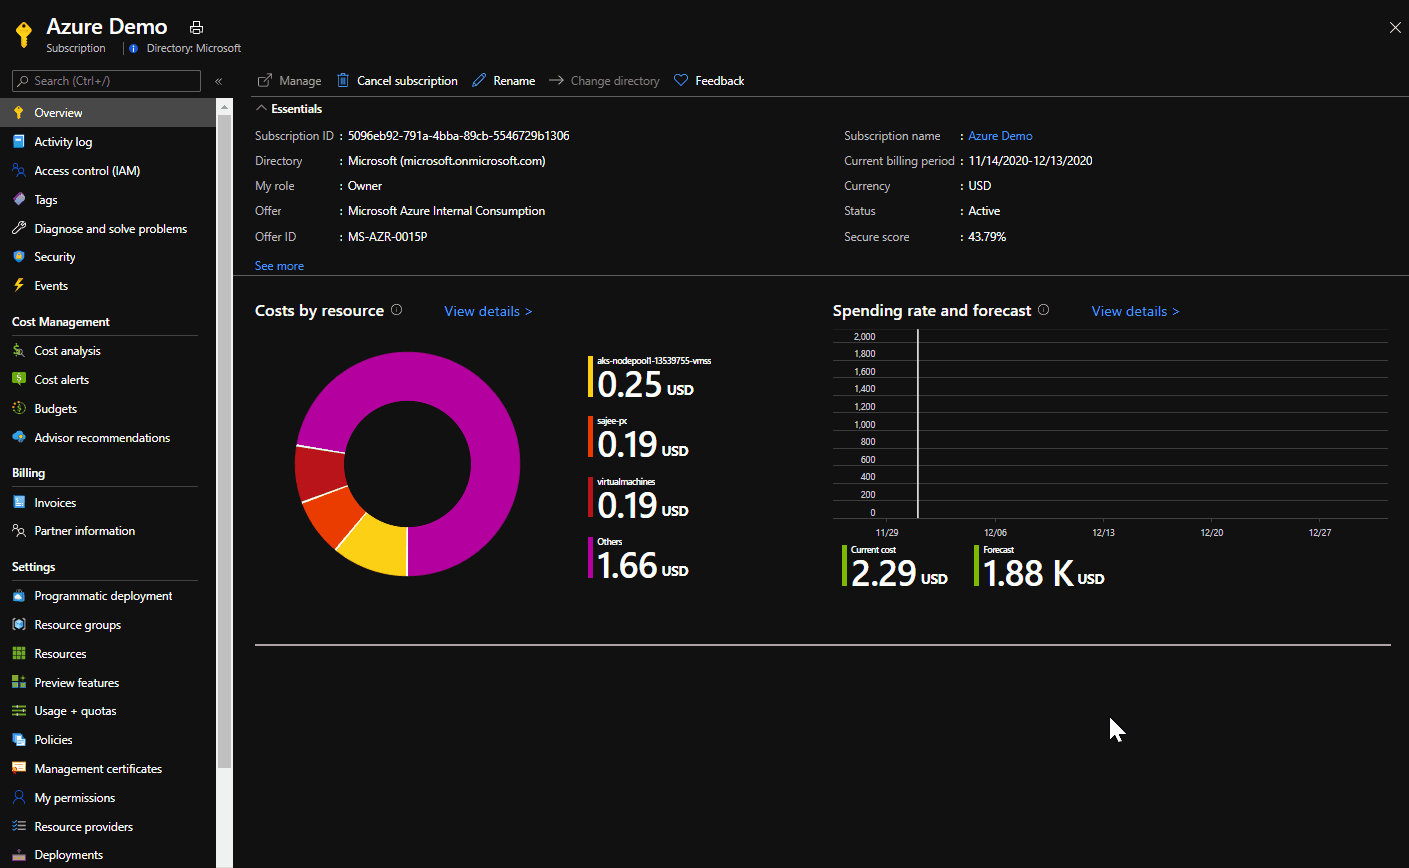 Azure Demo
Subscription | Directory: Microsoft
Search (Ctrl+/)
«
Overview
Activity log
Access control (IAM)
Tags
Diagnose and solve problems
Security
Events
Cost Management
Cost analysis
Cost alerts
Budgets
Advisor recommendations
Billing
Invoices
Partner information
Settings
Programmatic deployment
Resource groups
Resources
Preview features
Usage + quotas
Policies
Management certificates
My permissions
Resource providers
Deployments
Manage Cancel subscription Rename Change directory Feedback
Essentials
Subscription ID : 5096eb92-791a-4bba-89cb-5546729b1306
Directory : Microsoft (microsoft.onmicrosoft.com)
My role : Owner
Offer : Microsoft Azure Internal Consumption
Offer ID : MS-AZR-0015P
See more
Subscription name : Azure Demo
Current billing period : 11/14/2020-12/13/2020
Currency : USD
Status : Active
Secure score : 43.79%
Costs by resource View details >
aks-nodepool1-13539755-vmss
0.25 USD
sajee-pc
0.19 USD
virtualmachines
0.19 USD
Others
1.66 USD
Spending rate and forecast View details >
2,000
1,800
1,600
1,400
1,200
1,000
800
600
400
200
0
11/29 12/06 12/13 12/20 12/27
Current cost
2.29 USD
Forecast
1.88 K USD